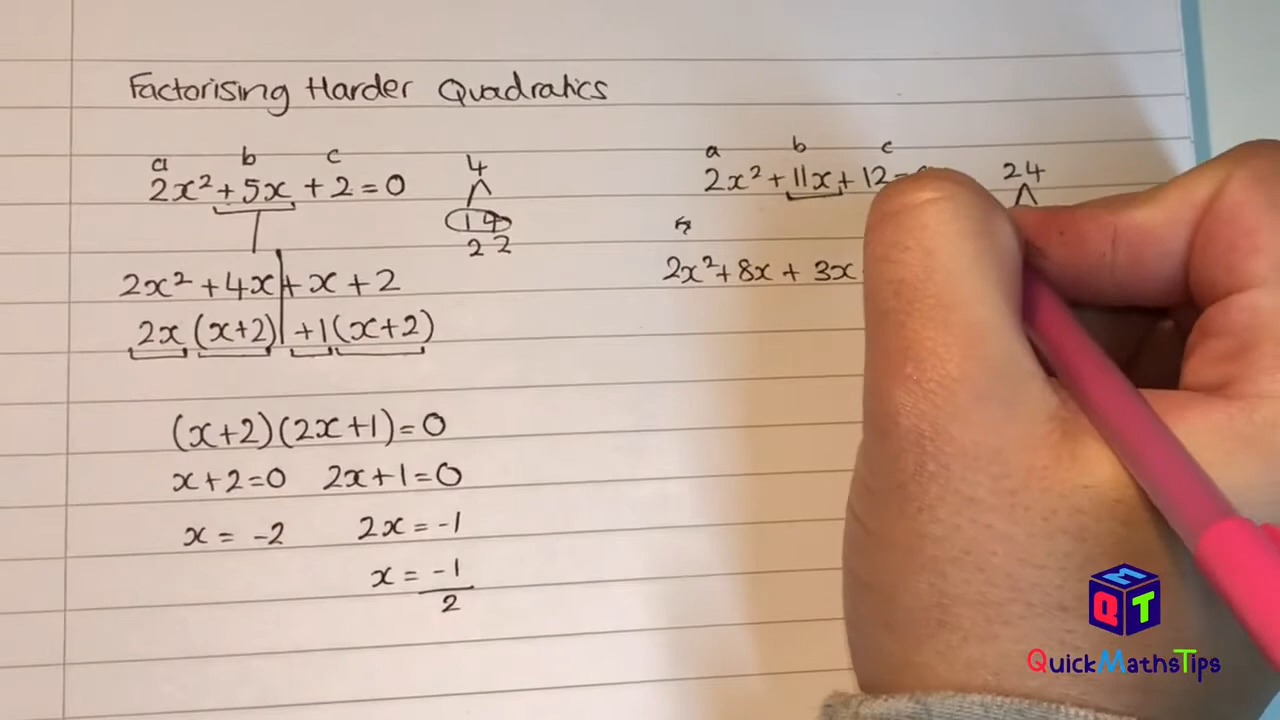 Factorising Harder Quadratics
a b c
2x² + 5x + 2 = 0
4
1 4
2 2
2x² + 4x + x + 2
2x (x+2) +1 (x+2)
(x+2)(2x+1) = 0
x+2=0 2x+1=0
x = -2 2x = -1
x = -1
2
a b c
2x² + 11x + 12 =
24
2x² + 8x + 3x
QMT
QuickMathsTips